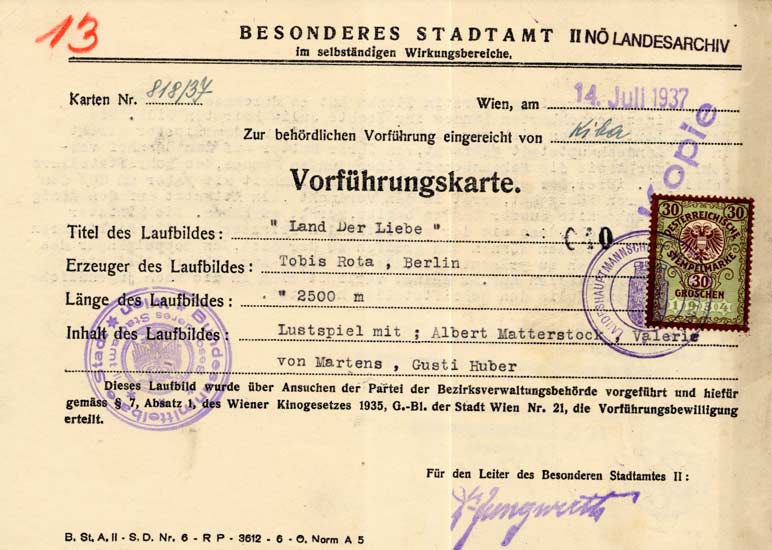 13
BESONDERES STADTAMT II
NÖ LANDESARCHIV
im selbständigen Wirkungsbereiche.
Karten Nr. 818/37
Wien, am 14. Juli 1937
Zur behördlichen Vorführung eingereicht von Kiba
Kopie
Vorführungskarte.
Titel des Laufbildes: " Land Der Liebe "
Erzeuger des Laufbildes: Tobis Rota , Berlin
Länge des Laufbildes: " 2500 m
Inhalt des Laufbildes: Lustspiel mit ; Albert Matterstock , Valerie
von Martens , Gusti Huber
30 30
ÖSTERREICHISCHE
STEMPELMARKE
30
GROSCHEN
Dieses Laufbild wurde über Ansuchen der Partei der Bezirksverwaltungsbehörde vorgeführt und hiefür
gemäss § 7, Absatz 1, des Wiener Kinogesetzes 1935, G.-Bl. der Stadt Wien Nr. 21, die Vorführungsbewilligung
erteilt.
Für den Leiter des Besonderen Stadtamtes II:
Dr Jungwirth
B. St. A. II - S. D. Nr. 6 - R P - 3612 - 6 - Ö. Norm A 5